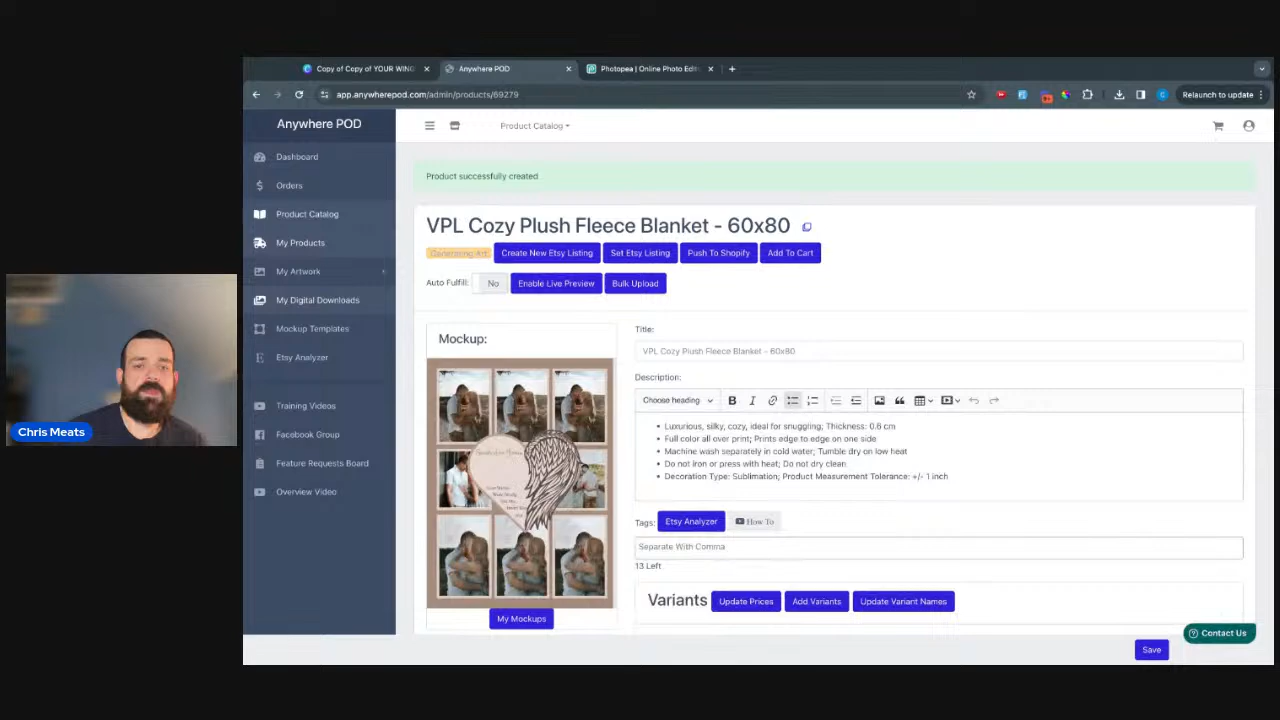 Copy of Copy of YOUR WING
Anywhere POD
Photopea | Online Photo Edit
app.anywherepod.com/admin/products/69279
Relaunch to update
Anywhere POD
Product Catalog
Dashboard
Orders
Product Catalog
My Products
My Artwork
My Digital Downloads
Mockup Templates
Etsy Analyzer
Training Videos
Facebook Group
Feature Requests Board
Overview Video
Product successfully created
VPL Cozy Plush Fleece Blanket - 60x80
Generating Art
Create New Etsy Listing
Set Etsy Listing
Push To Shopify
Add To Cart
Auto Fulfill:
No
Enable Live Preview
Bulk Upload
Mockup:
My Mockups
Title:
VPL Cozy Plush Fleece Blanket - 60x80
Description:
Choose heading
B
I
Luxurious, silky, cozy, ideal for snuggling; Thickness: 0.6 cm
Full color all over print; Prints edge to edge on one side
Machine wash separately in cold water; Tumble dry on low heat
Do not iron or press with heat; Do not dry clean
Decoration Type: Sublimation; Product Measurement Tolerance: +/- 1 inch
Tags:
Etsy Analyzer
How To
Separate With Comma
13 Left
Variants
Update Prices
Add Variants
Update Variant Names
Contact Us
Save
Chris Meats